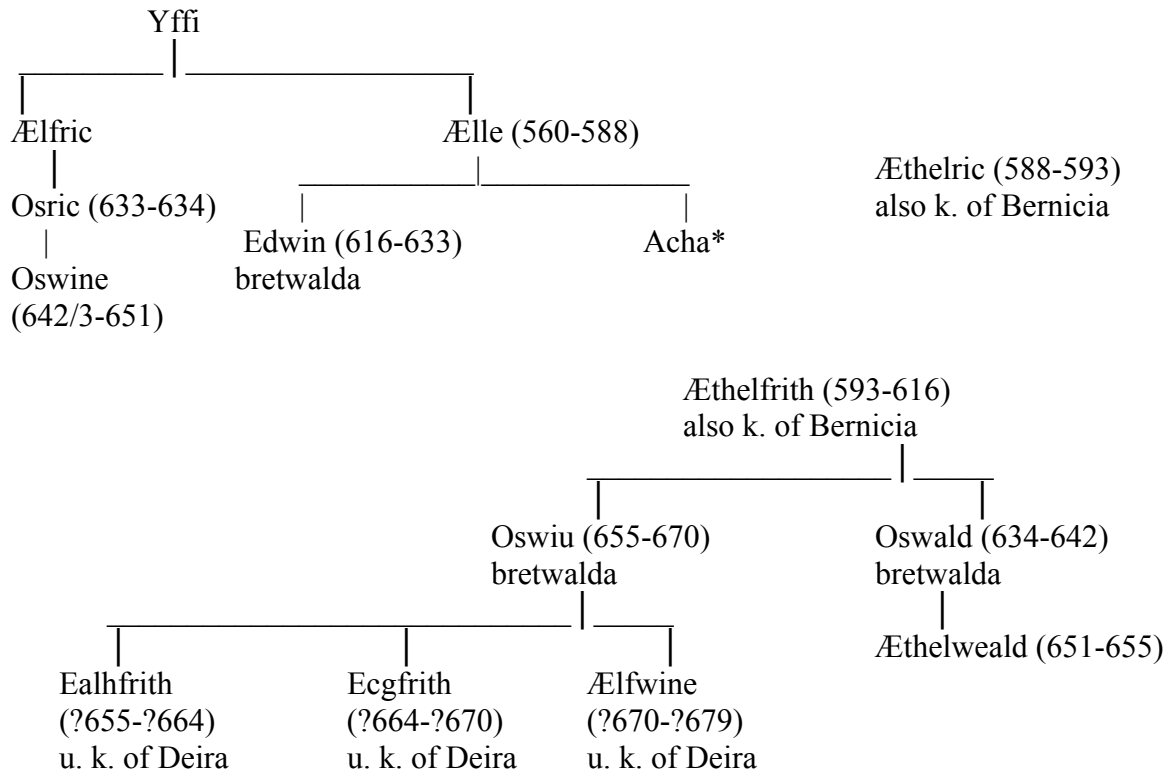 Yffi
Ælfric
Ælle (560-588)
Æthelric (588-593)
also k. of Bernicia
Osric (633-634)
Edwin (616-633)
bretwalda
Acha*
Oswine
(642/3-651)
Æthelfrith (593-616)
also k. of Bernicia
Oswiu (655-670)
bretwalda
Oswald (634-642)
bretwalda
Æthelweald (651-655)
Ealhfrith
(?655-?664)
u. k. of Deira
Ecgfrith
(?664-?670)
u. k. of Deira
Ælfwine
(?670-?679)
u. k. of Deira